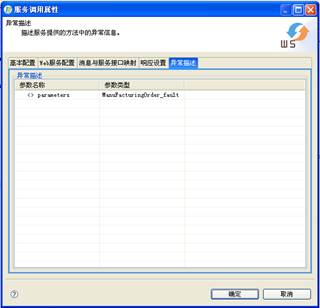 服务调用属性
异常描述
描述服务提供的方法中的异常信息。
WS
基本配置 Web服务配置 消息与服务接口映射 响应设置 异常描述
异常描述
参数名称 参数类型
<> parameters ManuFacturingOrder_fault
? 确定 取消